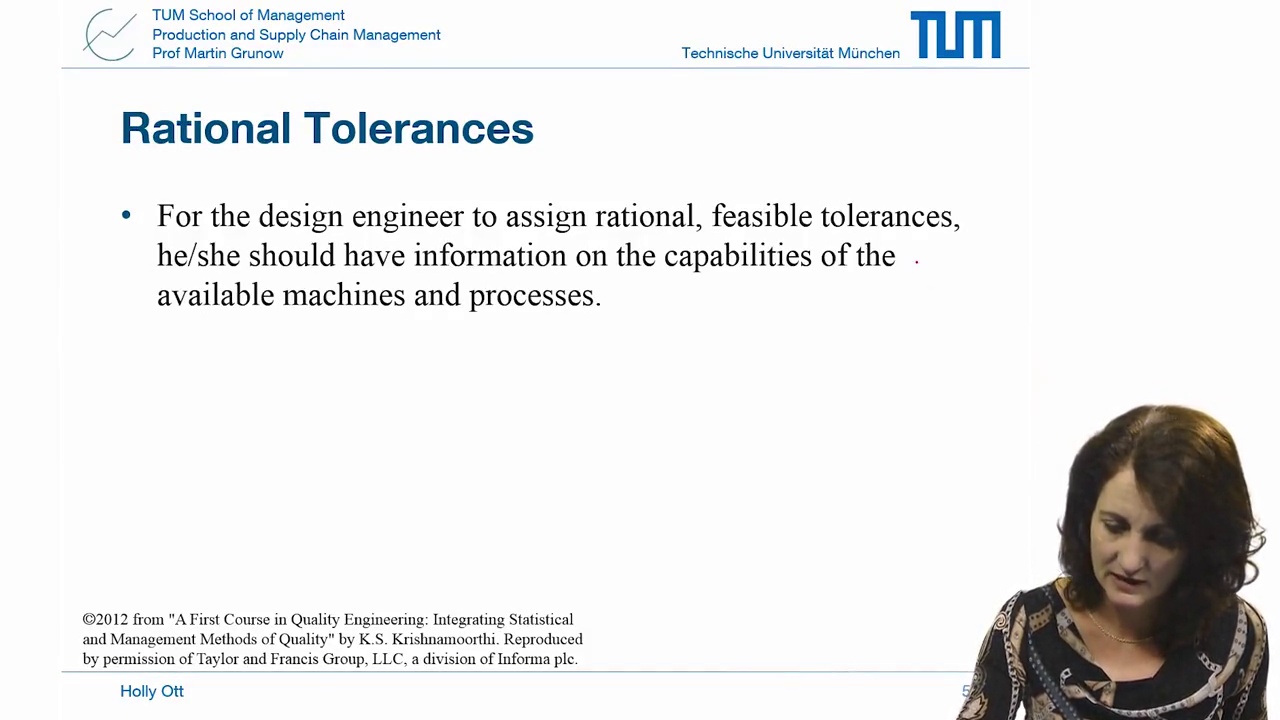 TUM School of Management
Production and Supply Chain Management
Prof Martin Grunow
Technische Universität München
TUM
Rational Tolerances
• For the design engineer to assign rational, feasible tolerances,
he/she should have information on the capabilities of the
available machines and processes.
©2012 from "A First Course in Quality Engineering: Integrating Statistical
and Management Methods of Quality" by K.S. Krishnamoorthi. Reproduced
by permission of Taylor and Francis Group, LLC, a division of Informa plc.
Holly Ott